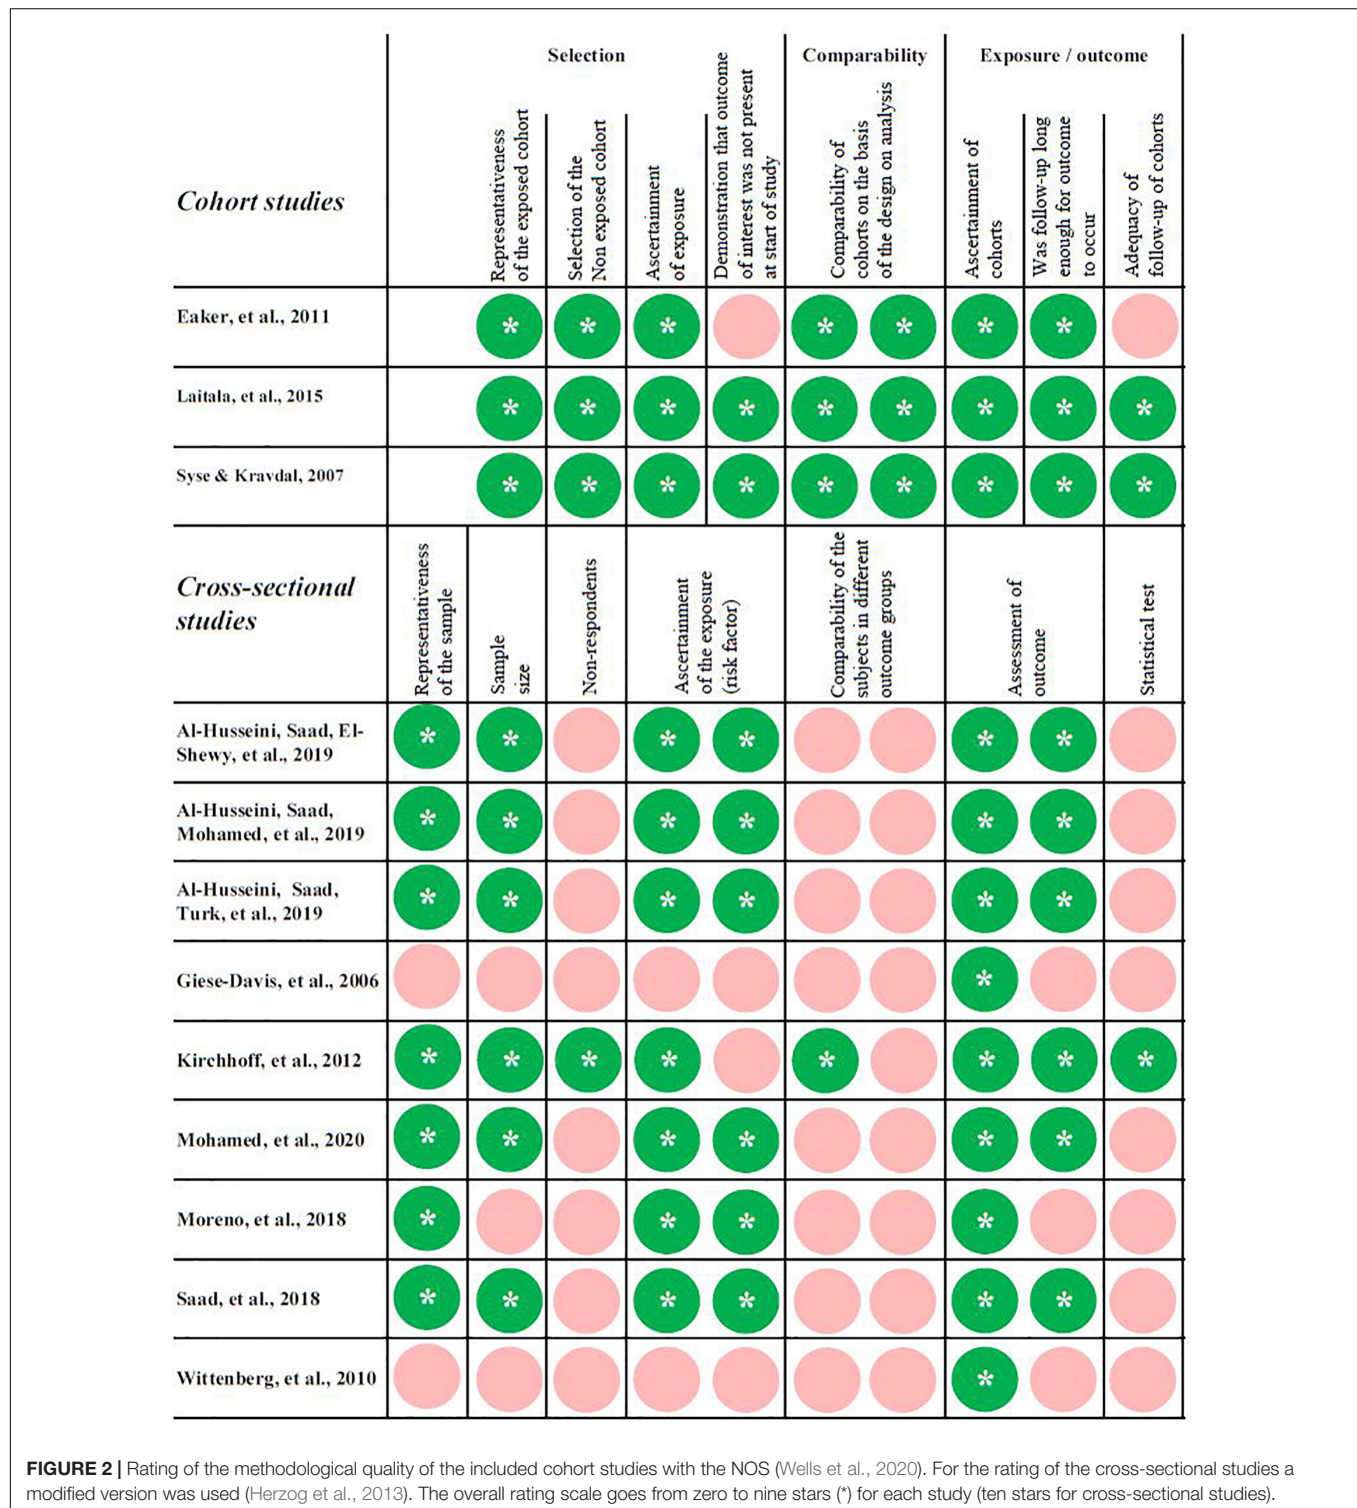 Selection
Comparability
Exposure / outcome
Cohort studies
Representativeness
of the exposed cohort
Selection of the
Non exposed cohort
Ascertainment
of exposure
Demonstration that outcome
of interest was not present
at start of study
Comparability of
cohorts on the basis
of the design on analysis
Ascertainment of
cohorts
Was follow-up long
enough for outcome
to occur
Adequacy of
follow-up of cohorts
Eaker, et al., 2011 * * * * * * *
Laitala, et al., 2015 * * * * * * * * *
Syse & Kravdal, 2007 * * * * * * * * *
Cross-sectional
studies
Representativeness
of the sample
Sample
size
Non-respondents
Ascertainment
of the exposure
(risk factor)
Comparability of the
subjects in different
outcome groups
Assessment of
outcome
Statistical test
Al-Husseini, Saad, El-
Shewy, et al., 2019 * * * * * *
Al-Husseini, Saad,
Mohamed, et al., 2019 * * * * * *
Al-Husseini, Saad,
Turk, et al., 2019 * * * * * *
Giese-Davis, et al., 2006 *
Kirchhoff, et al., 2012 * * * * * * * *
Mohamed, et al., 2020 * * * * * *
Moreno, et al., 2018 * * * *
Saad, et al., 2018 * * * * * *
Wittenberg, et al., 2010 *
FIGURE 2 | Rating of the methodological quality of the included cohort studies with the NOS (Wells et al., 2020). For the rating of the cross-sectional studies a
modified version was used (Herzog et al., 2013). The overall rating scale goes from zero to nine stars (*) for each study (ten stars for cross-sectional studies).